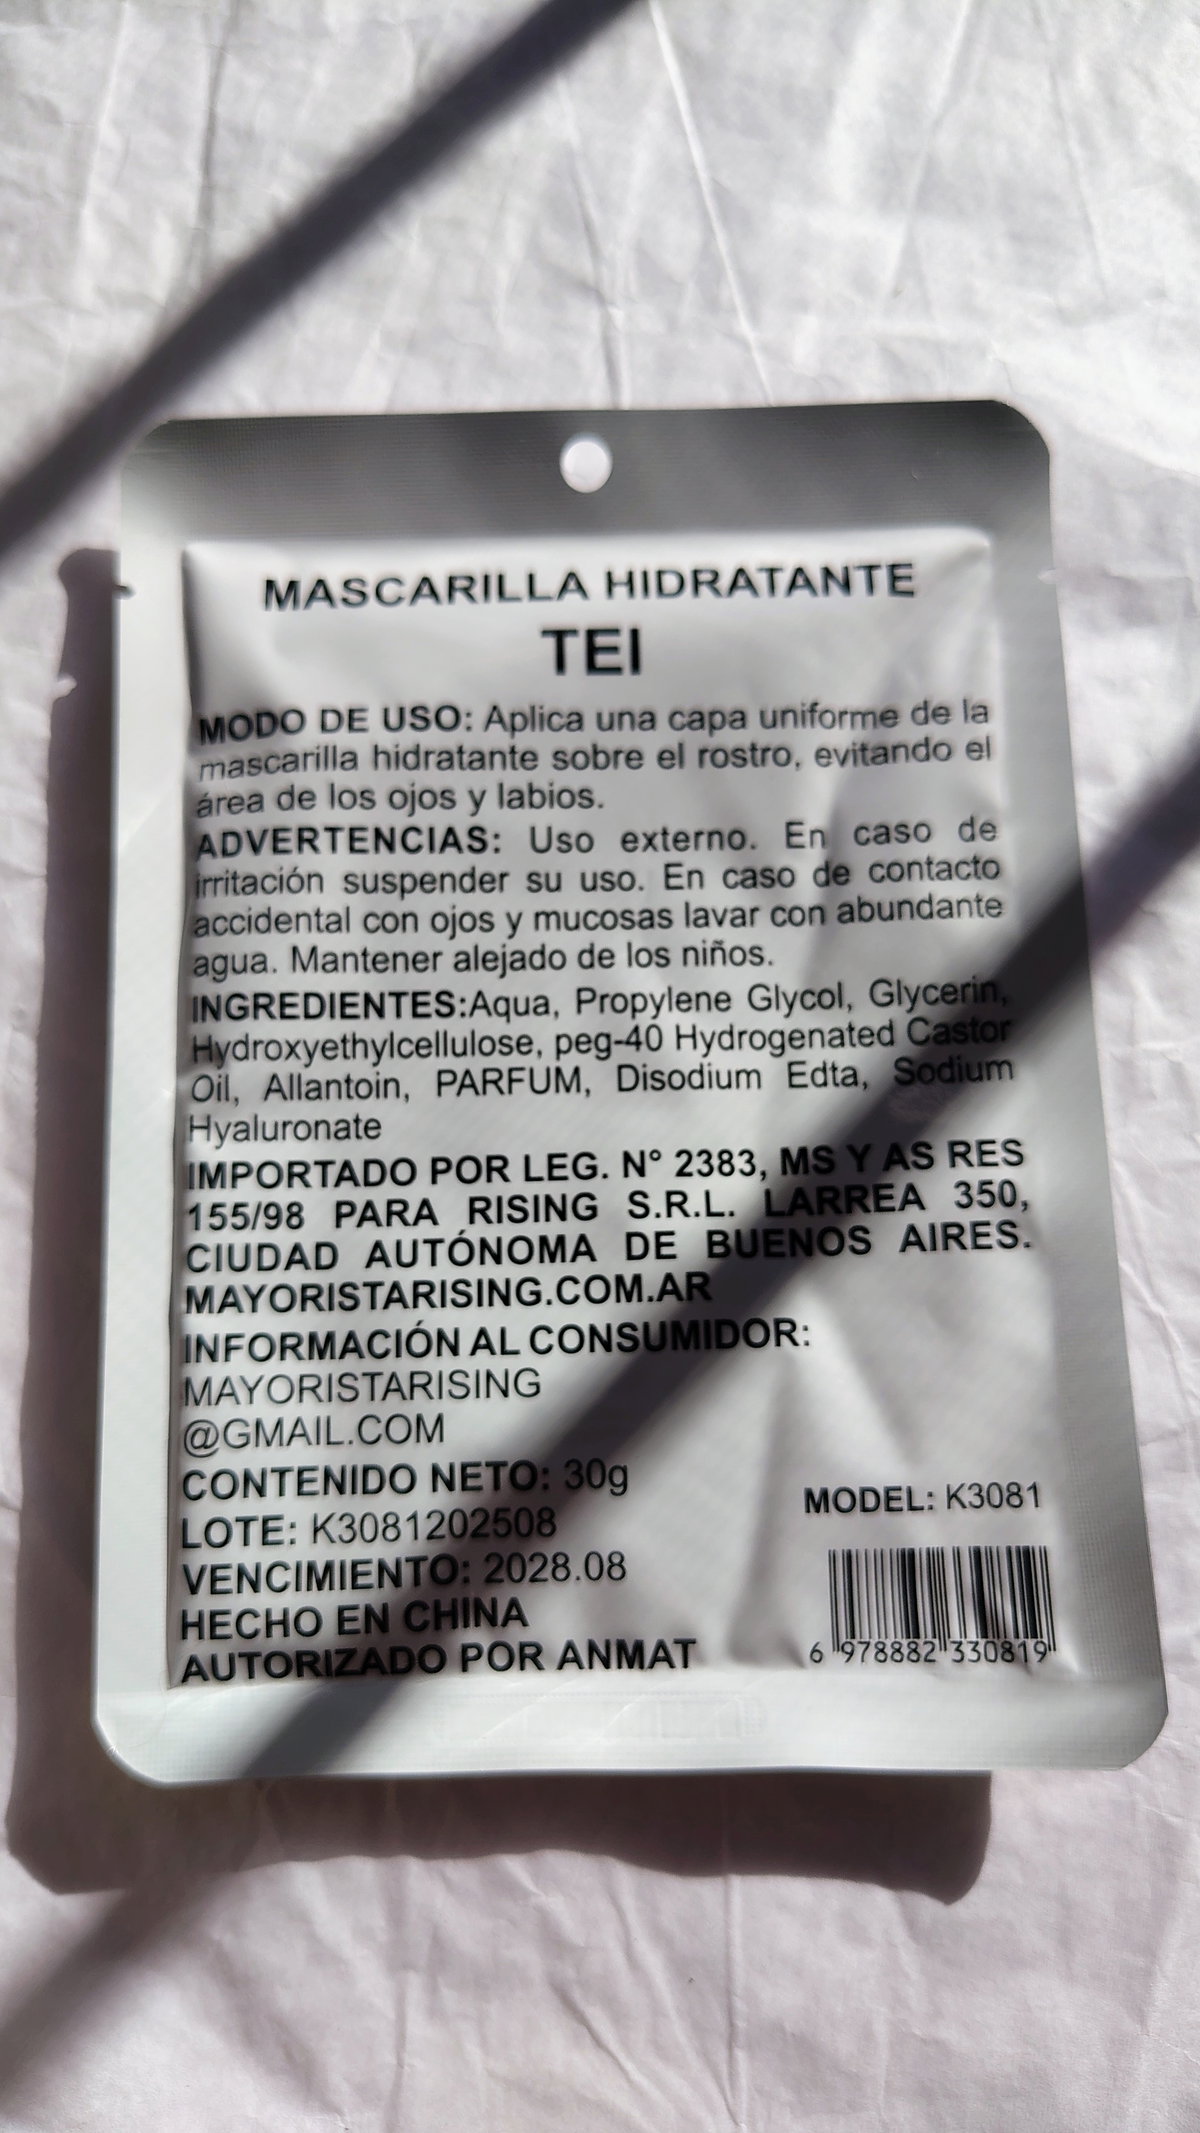 MASCARILLA HIDRATANTE
TEI
MODO DE USO: Aplica una capa uniforme de la
mascarilla hidratante sobre el rostro, evitando el
área de los ojos y labios.
ADVERTENCIAS: Uso externo. En caso de
irritación suspender su uso. En caso de contacto
accidental con ojos y mucosas lavar con abundante
agua. Mantener alejado de los niños.
INGREDIENTES:Aqua, Propylene Glycol, Glycerin,
Hydroxyethylcellulose, peg-40 Hydrogenated Castor
Oil, Allantoin, PARFUM, Disodium Edta, Sodium
Hyaluronate
IMPORTADO POR LEG. N° 2383, MS Y AS RES
155/98 PARA RISING S.R.L. LARREA 350,
CIUDAD AUTÓNOMA DE BUENOS AIRES.
MAYORISTARISING.COM.AR
INFORMACIÓN AL CONSUMIDOR:
MAYORISTARISING
@GMAIL.COM
CONTENIDO NETO: 30g
LOTE: K3081202508
VENCIMIENTO: 2028.08
HECHO EN CHINA
AUTORIZADO POR ANMAT
MODEL: K3081
6 978882 330819